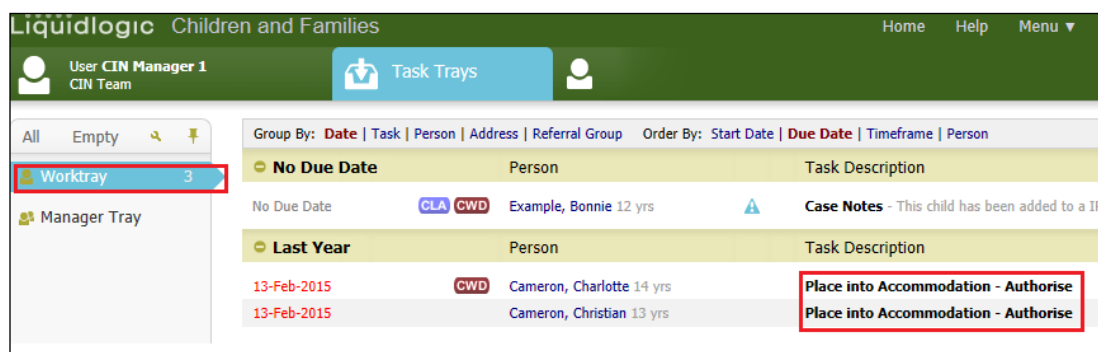 Liquidlogic Children and Families Home Help Menu ▼
User CIN Manager 1
CIN Team
Task Trays
All Empty
Group By: Date | Task | Person | Address | Referral Group Order By: Start Date | Due Date | Timeframe | Person
Worktray 3
No Due Date Person Task Description
No Due Date CLA CWD Example, Bonnie 12 yrs Case Notes - This child has been added to a
Manager Tray
Last Year Person Task Description
13-Feb-2015 CWD Cameron, Charlotte 14 yrs Place into Accommodation - Authorise
13-Feb-2015 Cameron, Christian 13 yrs Place into Accommodation - Authorise